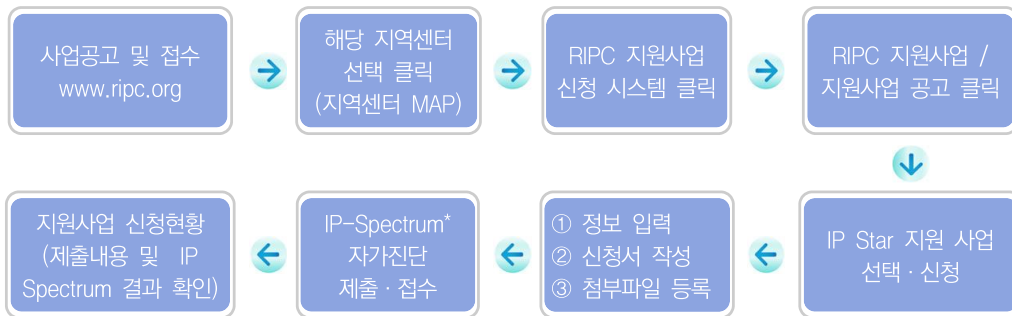 사업공고 및 접수
www.ripc.org
해당 지역센터
선택 클릭
(지역센터 MAP)
RIPC 지원사업
신청 시스템 클릭
RIPC 지원사업 /
지원사업 공고 클릭
IP Star 지원 사업
선택·신청
① 정보 입력
② 신청서 작성
③ 첨부파일 등록
IP-Spectrum*
자가진단
제출·접수
지원사업 신청현황
(제출내용 및 IP
Spectrum 결과 확인)